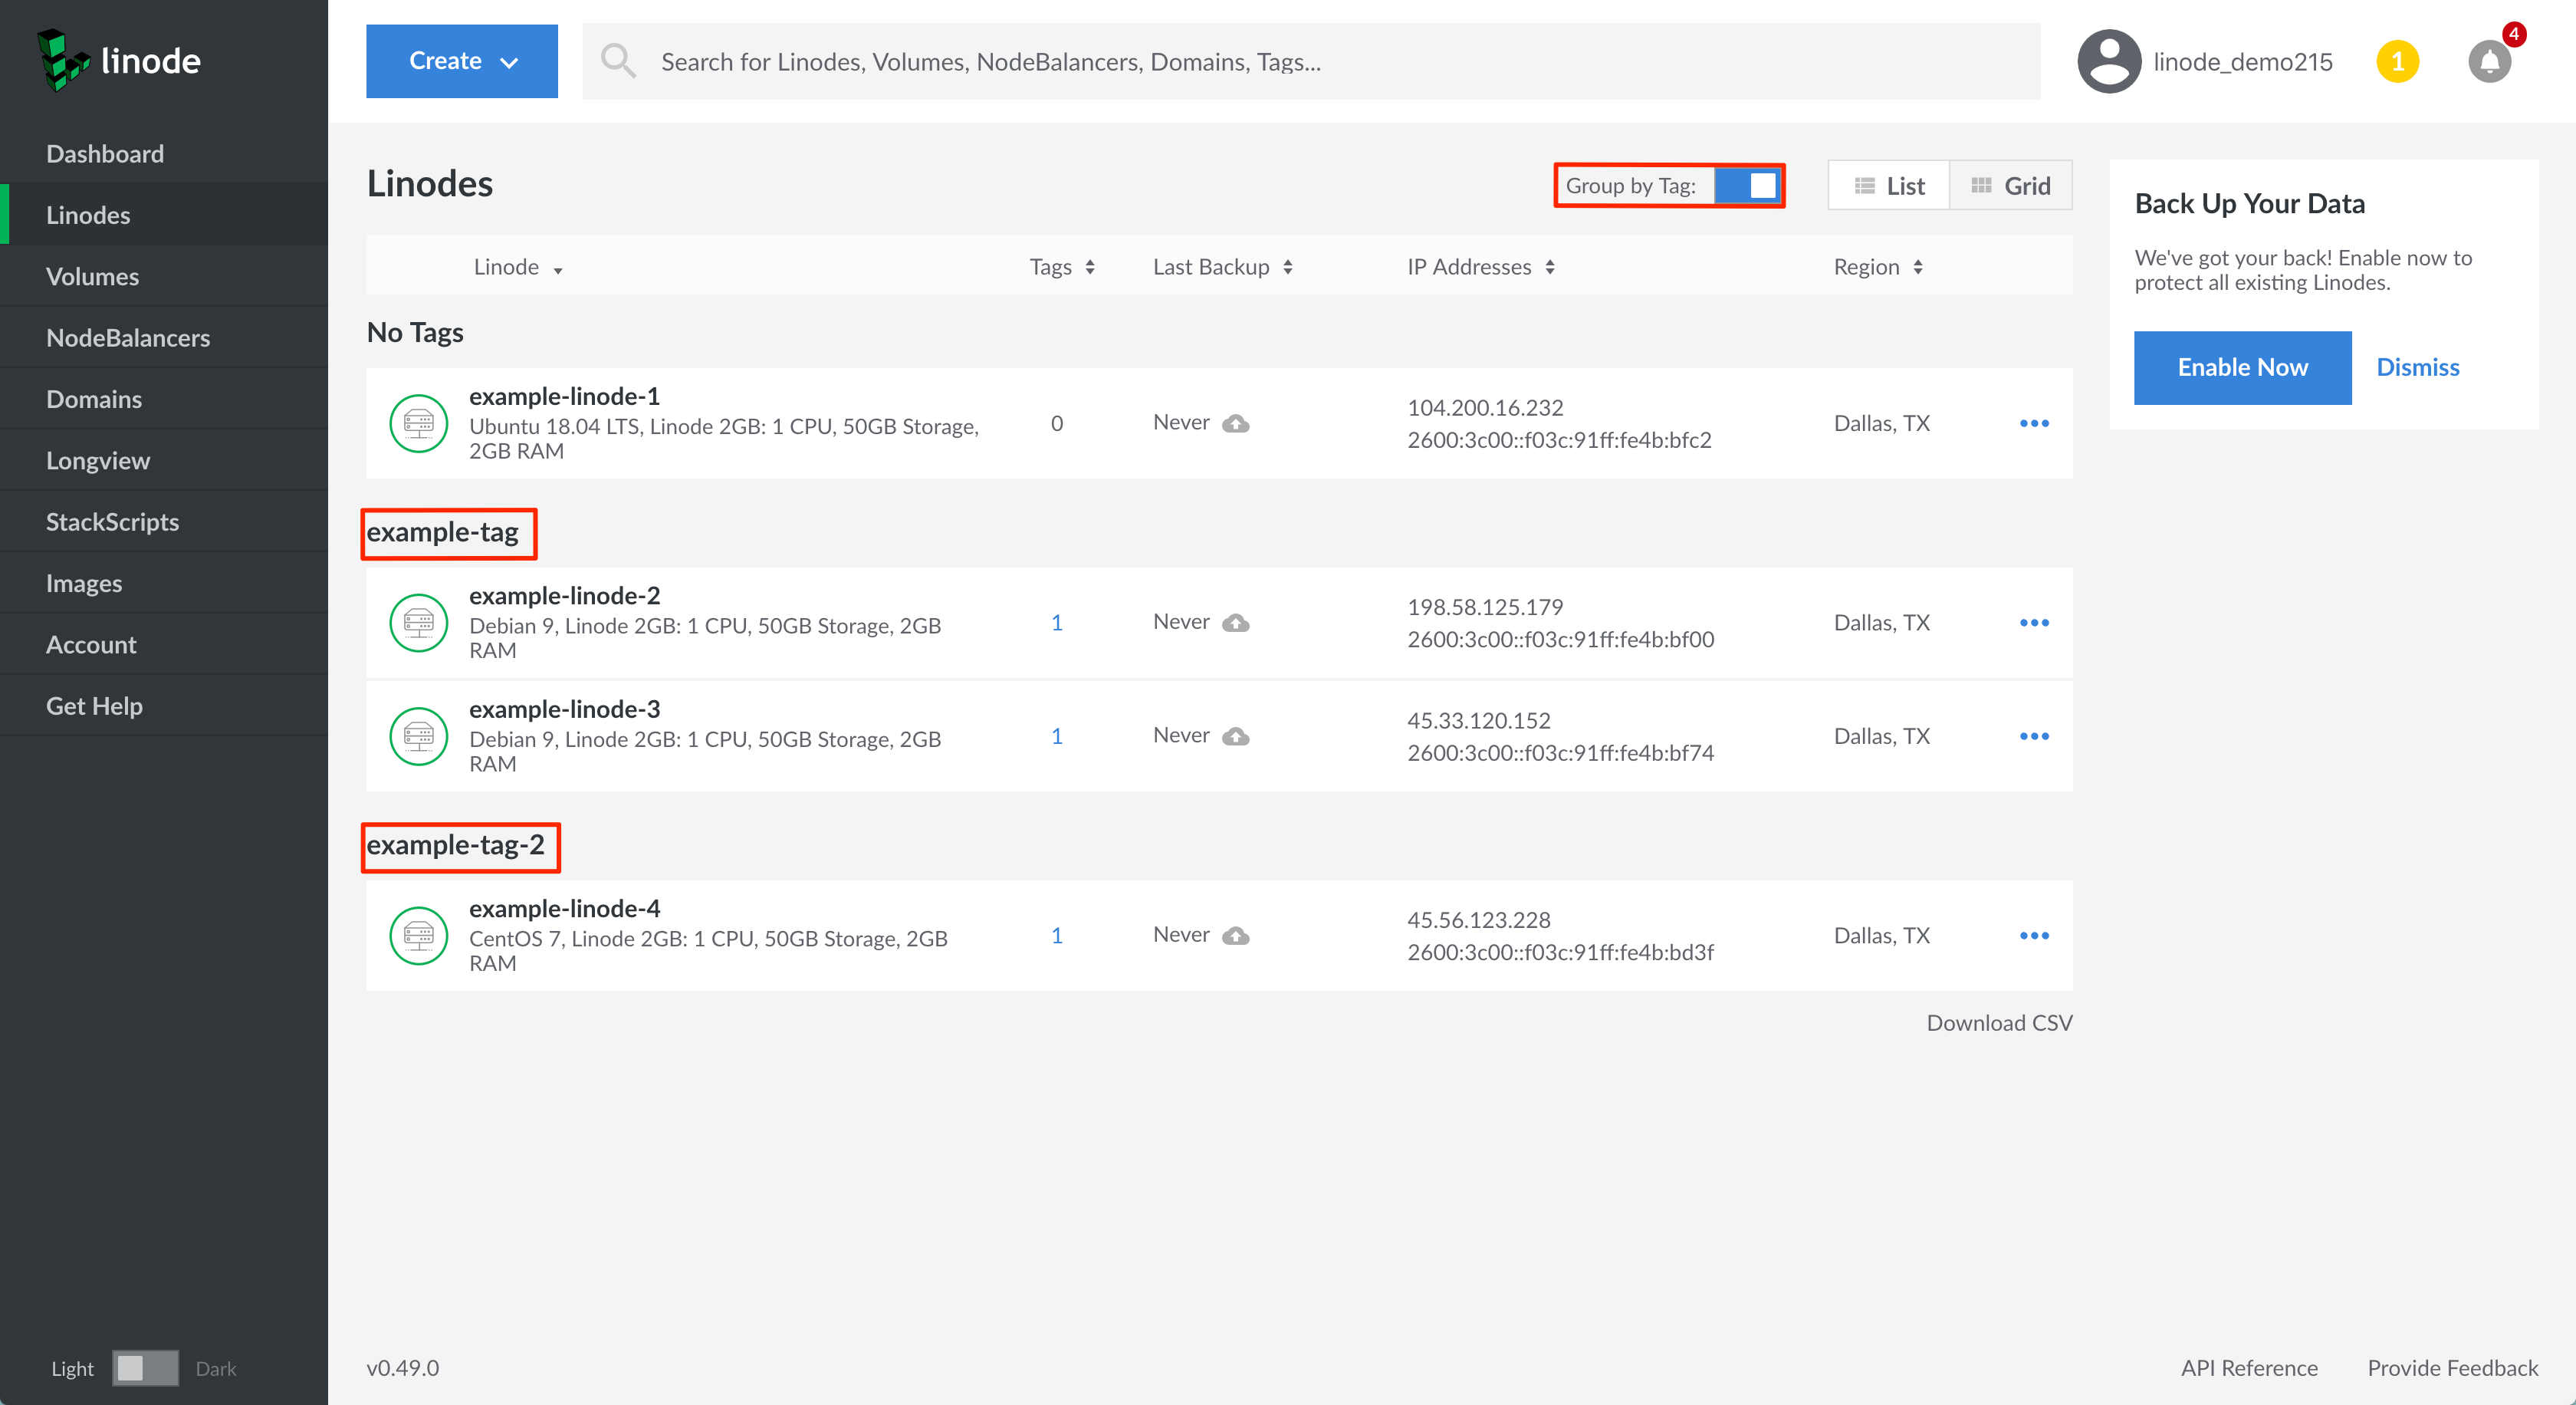 linode
Create
Search for Linodes, Volumes, NodeBalancers, Domains, Tags...
linode_demo215
1
4
Dashboard
Linodes
Volumes
NodeBalancers
Domains
Longview
StackScripts
Images
Account
Get Help
Light
Dark
Linodes
Group by Tag:
List
Grid
Linode
Tags
Last Backup
IP Addresses
Region
No Tags
example-linode-1
Ubuntu 18.04 LTS, Linode 2GB: 1 CPU, 50GB Storage,
2GB RAM
0
Never
104.200.16.232
2600:3c00::f03c:91ff:fe4b:bfc2
Dallas, TX
example-tag
example-linode-2
Debian 9, Linode 2GB: 1 CPU, 50GB Storage, 2GB
RAM
1
Never
198.58.125.179
2600:3c00::f03c:91ff:fe4b:bf00
Dallas, TX
example-linode-3
Debian 9, Linode 2GB: 1 CPU, 50GB Storage, 2GB
RAM
1
Never
45.33.120.152
2600:3c00::f03c:91ff:fe4b:bf74
Dallas, TX
example-tag-2
example-linode-4
CentOS 7, Linode 2GB: 1 CPU, 50GB Storage, 2GB
RAM
1
Never
45.56.123.228
2600:3c00::f03c:91ff:fe4b:bd3f
Dallas, TX
Download CSV
Back Up Your Data
We've got your back! Enable now to
protect all existing Linodes.
Enable Now
Dismiss
v0.49.0
API Reference
Provide Feedback